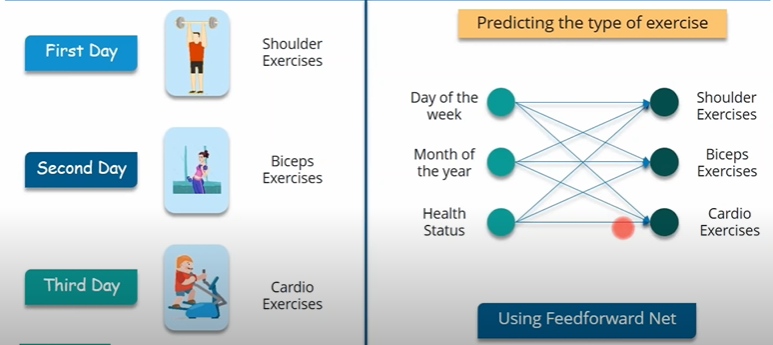 First Day
Shoulder
Exercises
Second Day
Biceps
Exercises
Third Day
Cardio
Exercises
Predicting the type of exercise
Day of the
week
Shoulder
Exercises
Month of
the year
Biceps
Exercises
Health
Status
Cardio
Exercises
Using Feedforward Net